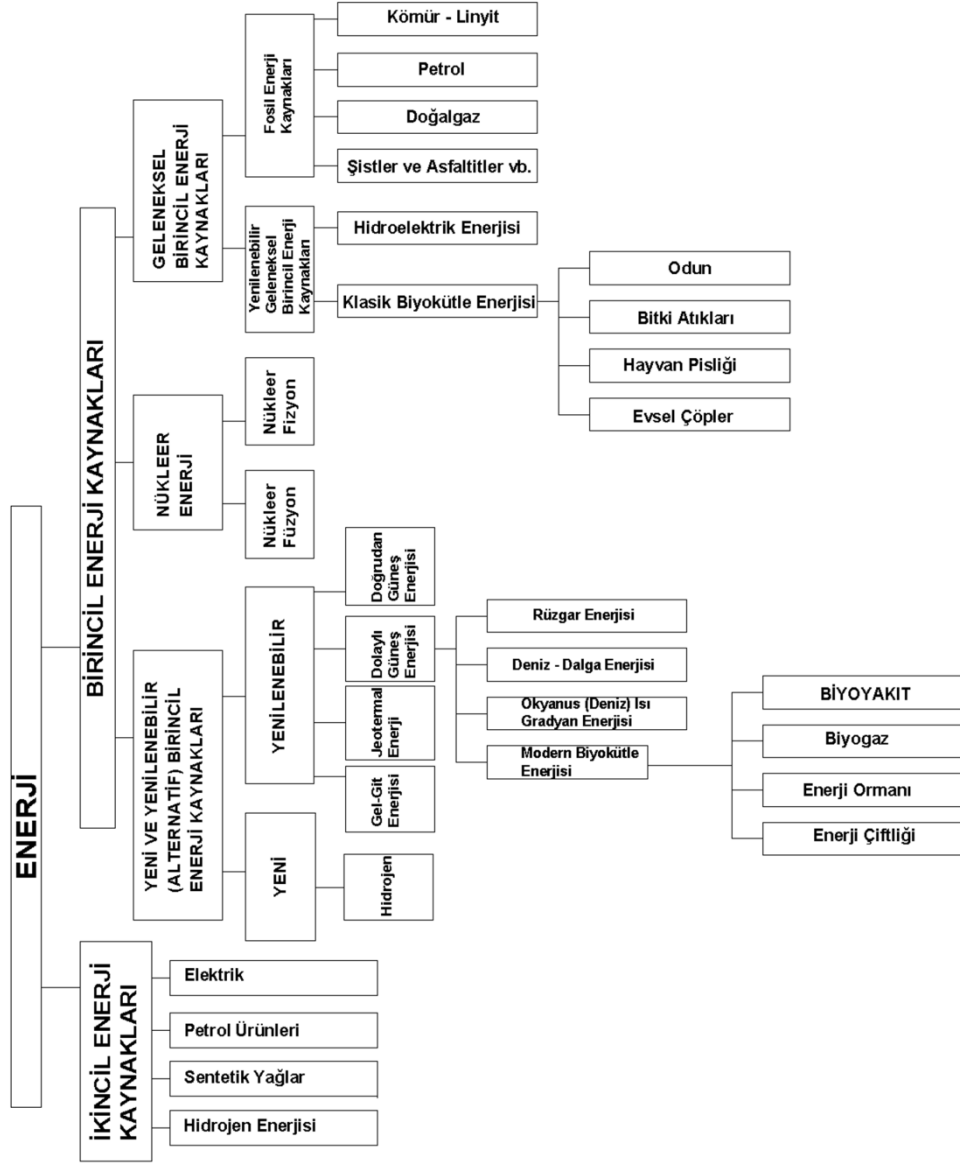 ENERJİ
BİRİNCİL ENERJİ KAYNAKLARI
GELENEKSEL
BİRİNCİL ENERJİ
KAYNAKLARI
Fosil Enerji
Kaynakları
Kömür - Linyit
Petrol
Doğalgaz
Şistler ve Asfaltitler vb.
Yenilenebilir
Geleneksel
Birincil Enerji
Kaynakları
Hidroelektrik Enerjisi
Klasik Biyokütle Enerjisi
Odun
Bitki Atıkları
Hayvan Pisliği
Evsel Çöpler
NÜKLEER
ENERJİ
Nükleer
Fizyon
Nükleer
Füzyon
YENİ VE YENİLENEBİLİR
(ALTERNATİF) BİRİNCİL
ENERJİ KAYNAKLARI
YENİLENEBİLİR
Doğrudan
Güneş
Enerjisi
Dolaylı
Güneş
Enerjisi
Rüzgar Enerjisi
Deniz - Dalga Enerjisi
Okyanus (Deniz) Isı
Gradyan Enerjisi
Modern Biyokütle
Enerjisi
BİYOYAKIT
Biyogaz
Enerji Ormanı
Enerji Çiftliği
Jeotermal
Enerji
Gel-Git
Enerjisi
YENİ
Hidrojen
İKİNCİL ENERJİ
KAYNAKLARI
Elektrik
Petrol Ürünleri
Sentetik Yağlar
Hidrojen Enerjisi